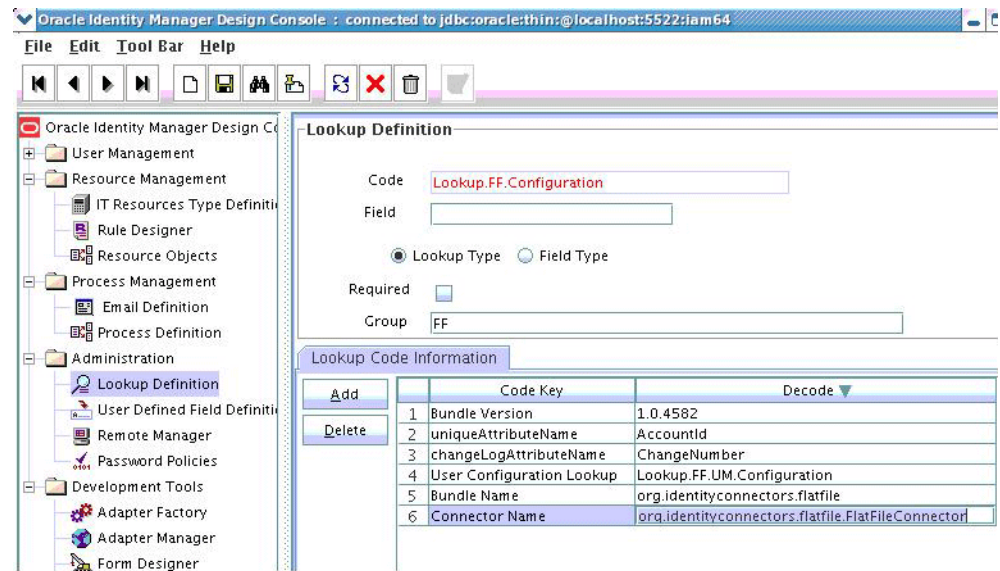 Oracle Identity Manager Design Console : connected to jdbc:oracle:thin:@localhost:5522:iam64
File Edit Tool Bar Help
Oracle Identity Manager Design Co
User Management
Resource Management
IT Resources Type Definiti
Rule Designer
Resource Objects
Process Management
Email Definition
Process Definition
Administration
Lookup Definition
User Defined Field Definiti
Remote Manager
Password Policies
Development Tools
Adapter Factory
Adapter Manager
Form Designer
Lookup Definition
Code Lookup.FF.Configuration
Field
Lookup Type Field Type
Required
Group FF
Lookup Code Information
Add
Delete
Code Key Decode
1 Bundle Version 1.0.4582
2 uniqueAttributeName AccountId
3 changeLogAttributeName ChangeNumber
4 User Configuration Lookup Lookup.FF.UM.Configuration
5 Bundle Name org.identityconnectors.flatfile
6 Connector Name org.identityconnectors.flatfile.FlatFileConnector